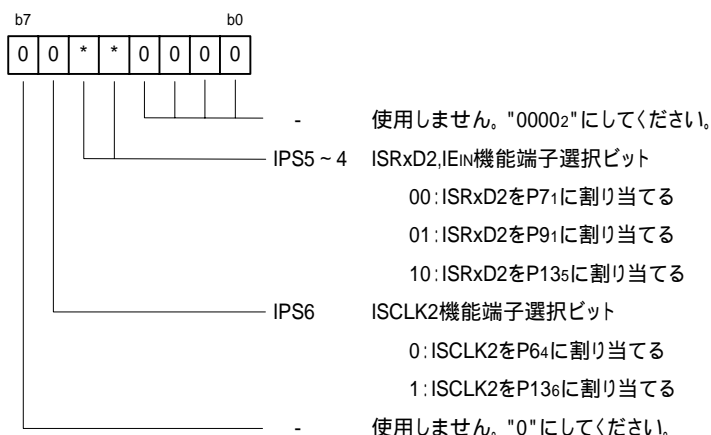 b7 b0
0 0 * * 0 0 0 0
- 使用しません。"00002"にしてください。
IPS5 ~ 4 ISRxD2,IEIN機能端子選択ビット
00:ISRxD2をP71に割り当てる
01:ISRxD2をP91に割り当てる
10:ISRxD2をP135に割り当てる
IPS6 ISCLK2機能端子選択ビット
0:ISCLK2をP64に割り当てる
1:ISCLK2をP136に割り当てる
- 使用しません。"0"にしてください。